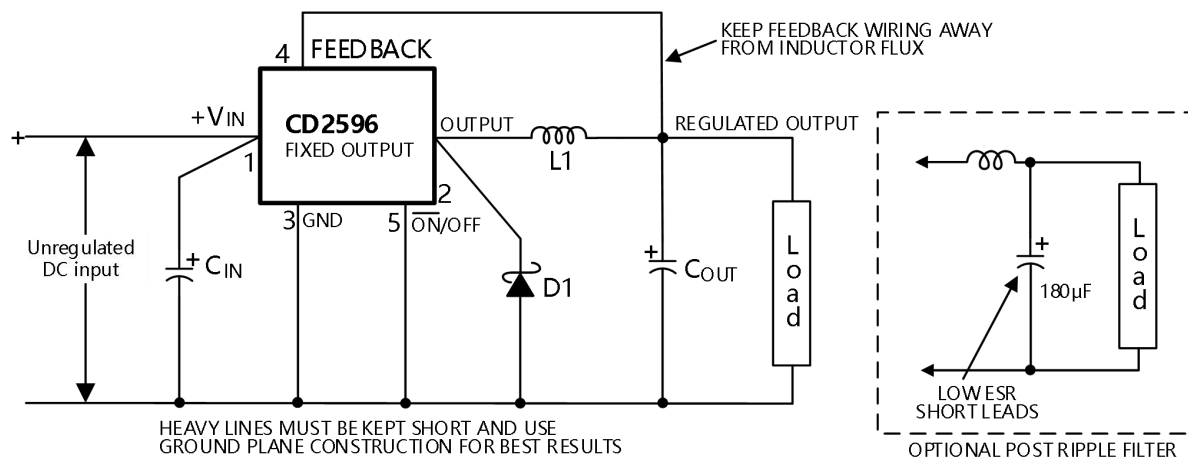 4 FEEDBACK
KEEP FEEDBACK WIRING AWAY
FROM INDUCTOR FLUX
+VIN
CD2596
FIXED OUTPUT
OUTPUT
REGULATED OUTPUT
+
1
L1
2
3 GND
5 ON/OFF
Unregulated
DC input
+
CIN
D1
+
COUT
Load
+
180µF
Load
LOW ESR
SHORT LEADS
HEAVY LINES MUST BE KEPT SHORT AND USE
GROUND PLANE CONSTRUCTION FOR BEST RESULTS
OPTIONAL POST RIPPLE FILTER